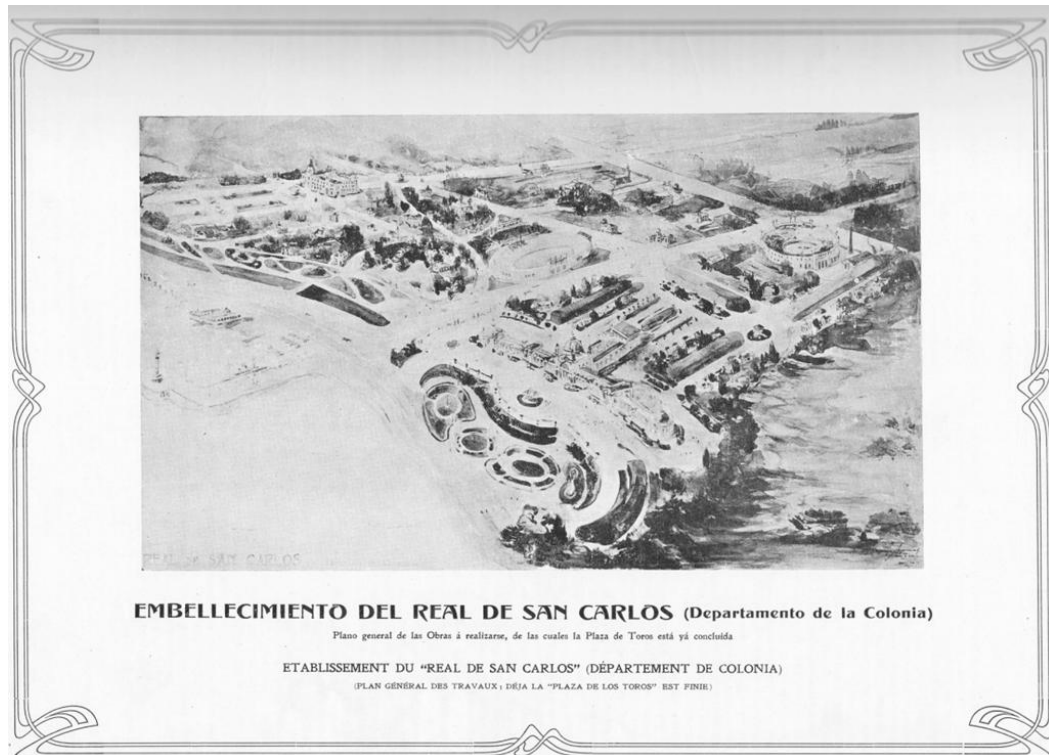 REAL de SAN CARLOS
EMBELLECIMIENTO DEL REAL DE SAN CARLOS (Departamento de la Colonia)
Plano general de las Obras á realizarse, de las cuales la Plaza de Toros está yá concluída
ETABLISSEMENT DU “REAL DE SAN CARLOS” (DÉPARTEMENT DE COLONIA)
(PLAN GÉNÉRAL DES TRAVAUX; DÉJA LA “PLAZA DE LOS TOROS” EST FINIE)